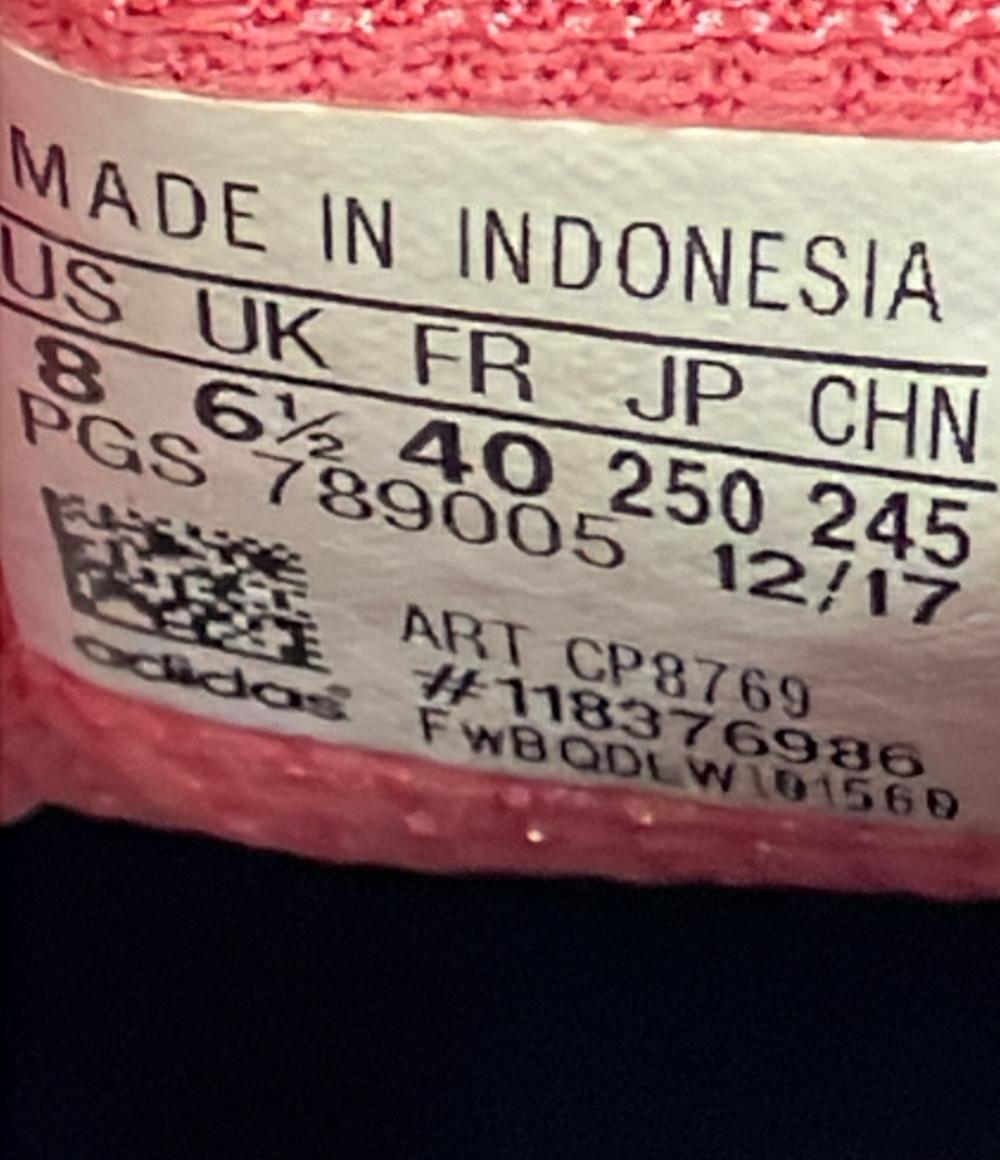 MADE IN INDONESIA
US UK FR JP CHN
8 6½ 40 250 245
PGS 789005 12/17
adidas
ART CP8769
#118376986